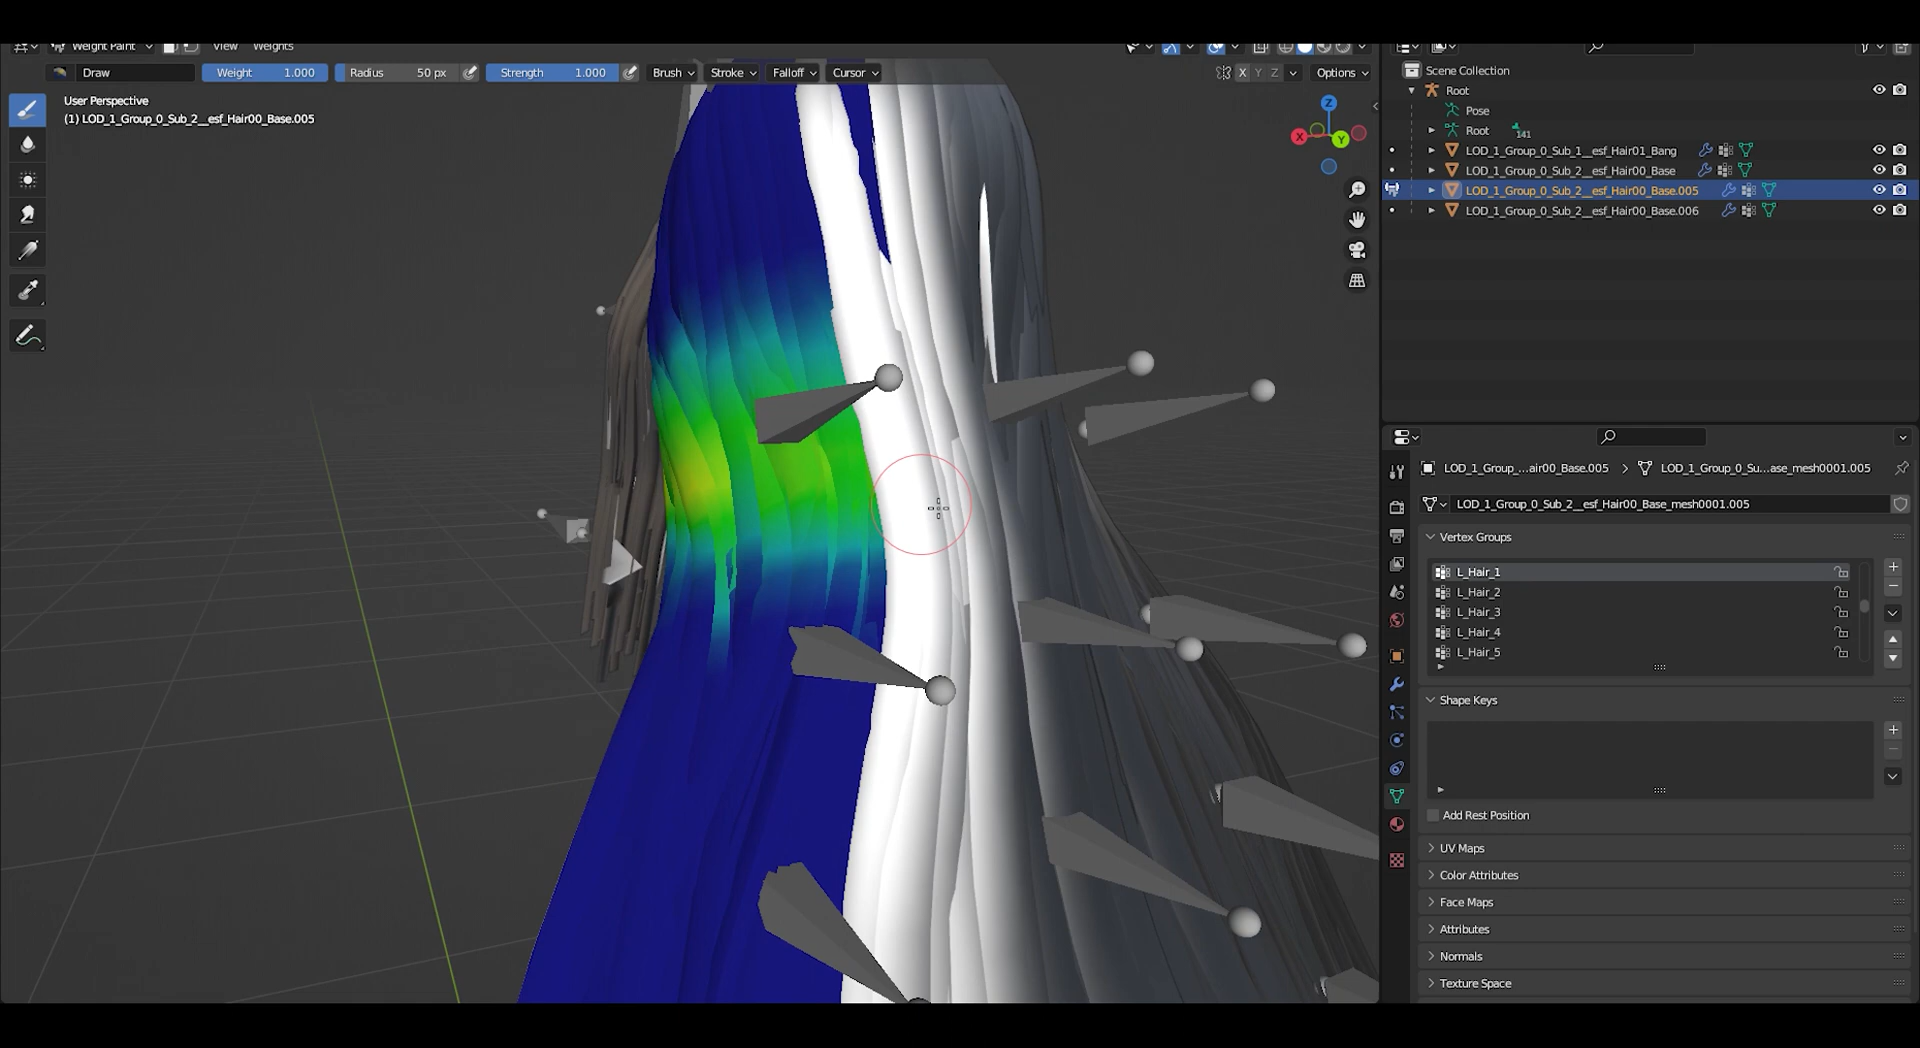 Weight Paint View Weights
Draw Weight 1.000 Radius 50 px Strength 1.000 Brush Stroke Falloff Cursor X Y Z Options
User Perspective
(1) LOD_1_Group_0_Sub_2__esf_Hair00_Base.005
Z
X
Y
Scene Collection
Root
Pose
Root 141
LOD_1_Group_0_Sub_1__esf_Hair01_Bang
LOD_1_Group_0_Sub_2__esf_Hair00_Base
LOD_1_Group_0_Sub_2__esf_Hair00_Base.005
LOD_1_Group_0_Sub_2__esf_Hair00_Base.006
LOD_1_Group_...air00_Base.005 > LOD_1_Group_0_Su...ase_mesh0001.005
LOD_1_Group_0_Sub_2__esf_Hair00_Base_mesh0001.005
Vertex Groups
L_Hair_1
L_Hair_2
L_Hair_3
L_Hair_4
L_Hair_5
Shape Keys
Add Rest Position
UV Maps
Color Attributes
Face Maps
Attributes
Normals
Texture Space